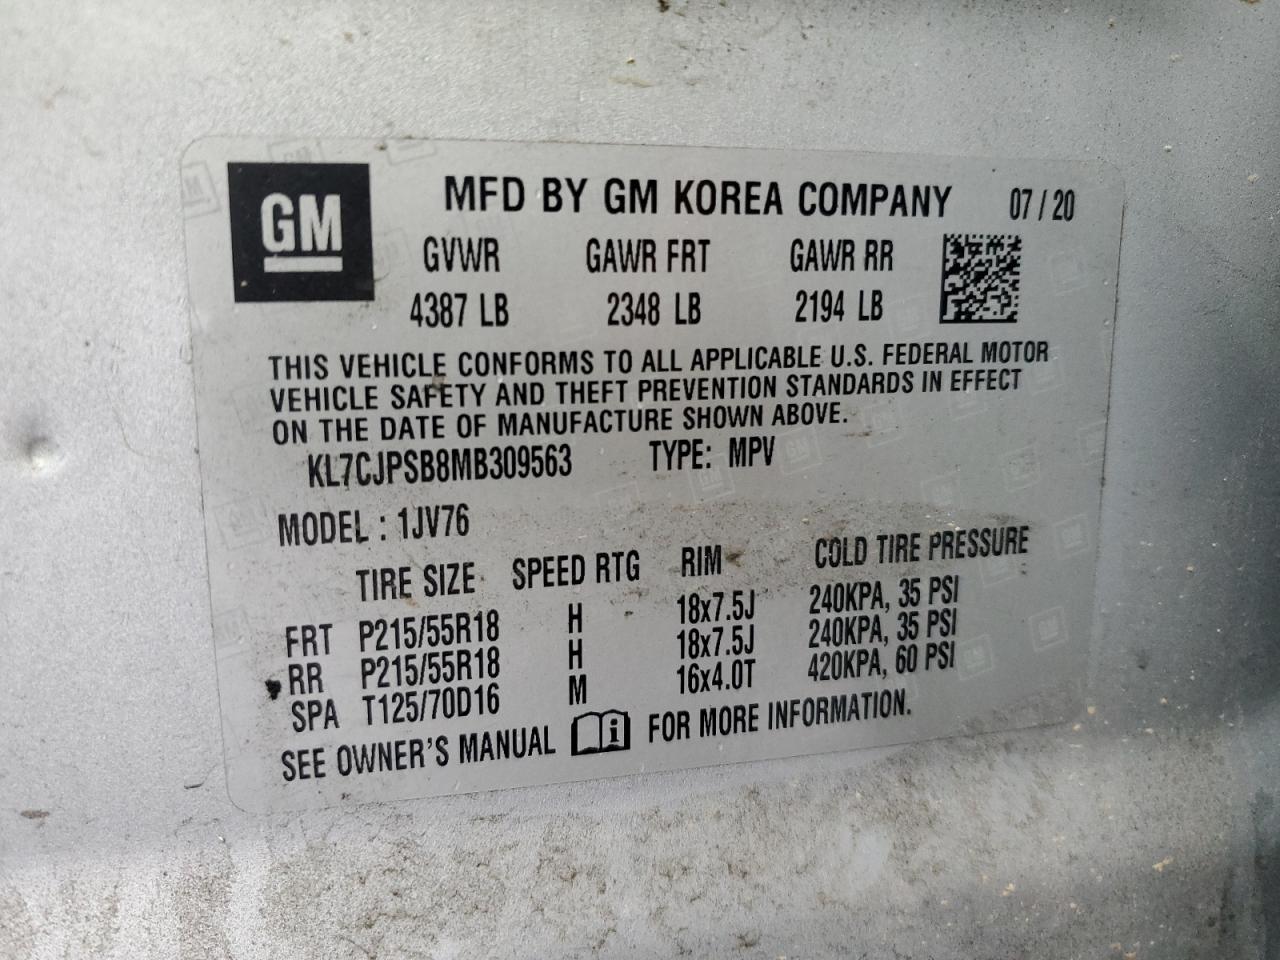 GM
MFD BY GM KOREA COMPANY 07 / 20
GVWR GAWR FRT GAWR RR
4387 LB 2348 LB 2194 LB
THIS VEHICLE CONFORMS TO ALL APPLICABLE U.S. FEDERAL MOTOR
VEHICLE SAFETY AND THEFT PREVENTION STANDARDS IN EFFECT
ON THE DATE OF MANUFACTURE SHOWN ABOVE.
KL7CJPSB8MB309563 TYPE: MPV
MODEL : 1JV76
TIRE SIZE SPEED RTG RIM COLD TIRE PRESSURE
FRT P215/55R18 H 18x7.5J 240KPA, 35 PSI
RR P215/55R18 H 18x7.5J 240KPA, 35 PSI
SPA T125/70D16 M 16x4.0T 420KPA, 60 PSI
SEE OWNER'S MANUAL i FOR MORE INFORMATION.